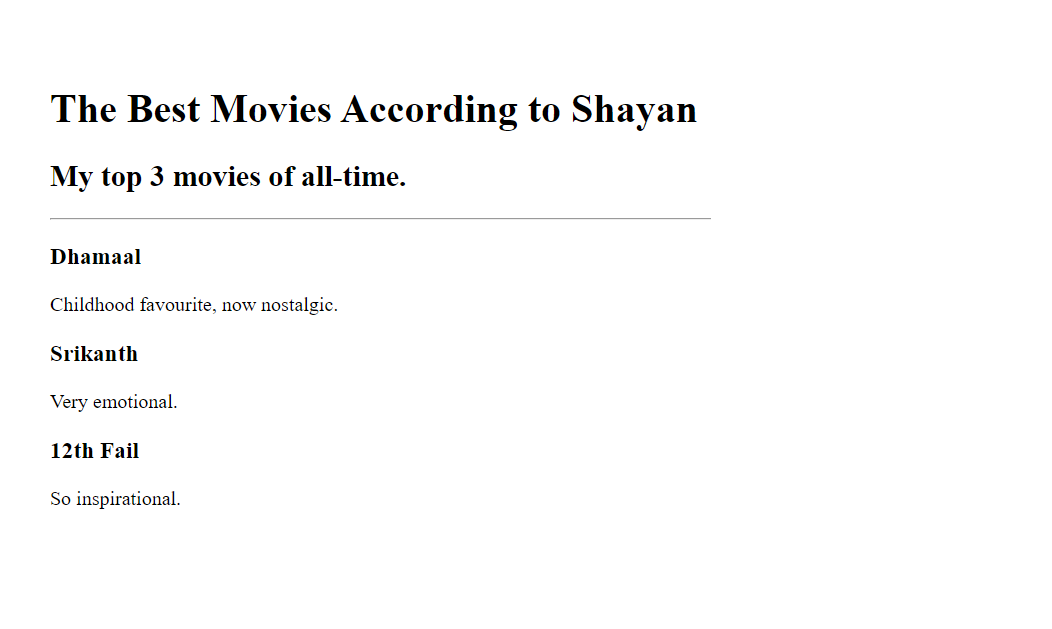 The Best Movies According to Shayan
My top 3 movies of all-time.
Dhamaal
Childhood favourite, now nostalgic.
Srikanth
Very emotional.
12th Fail
So inspirational.